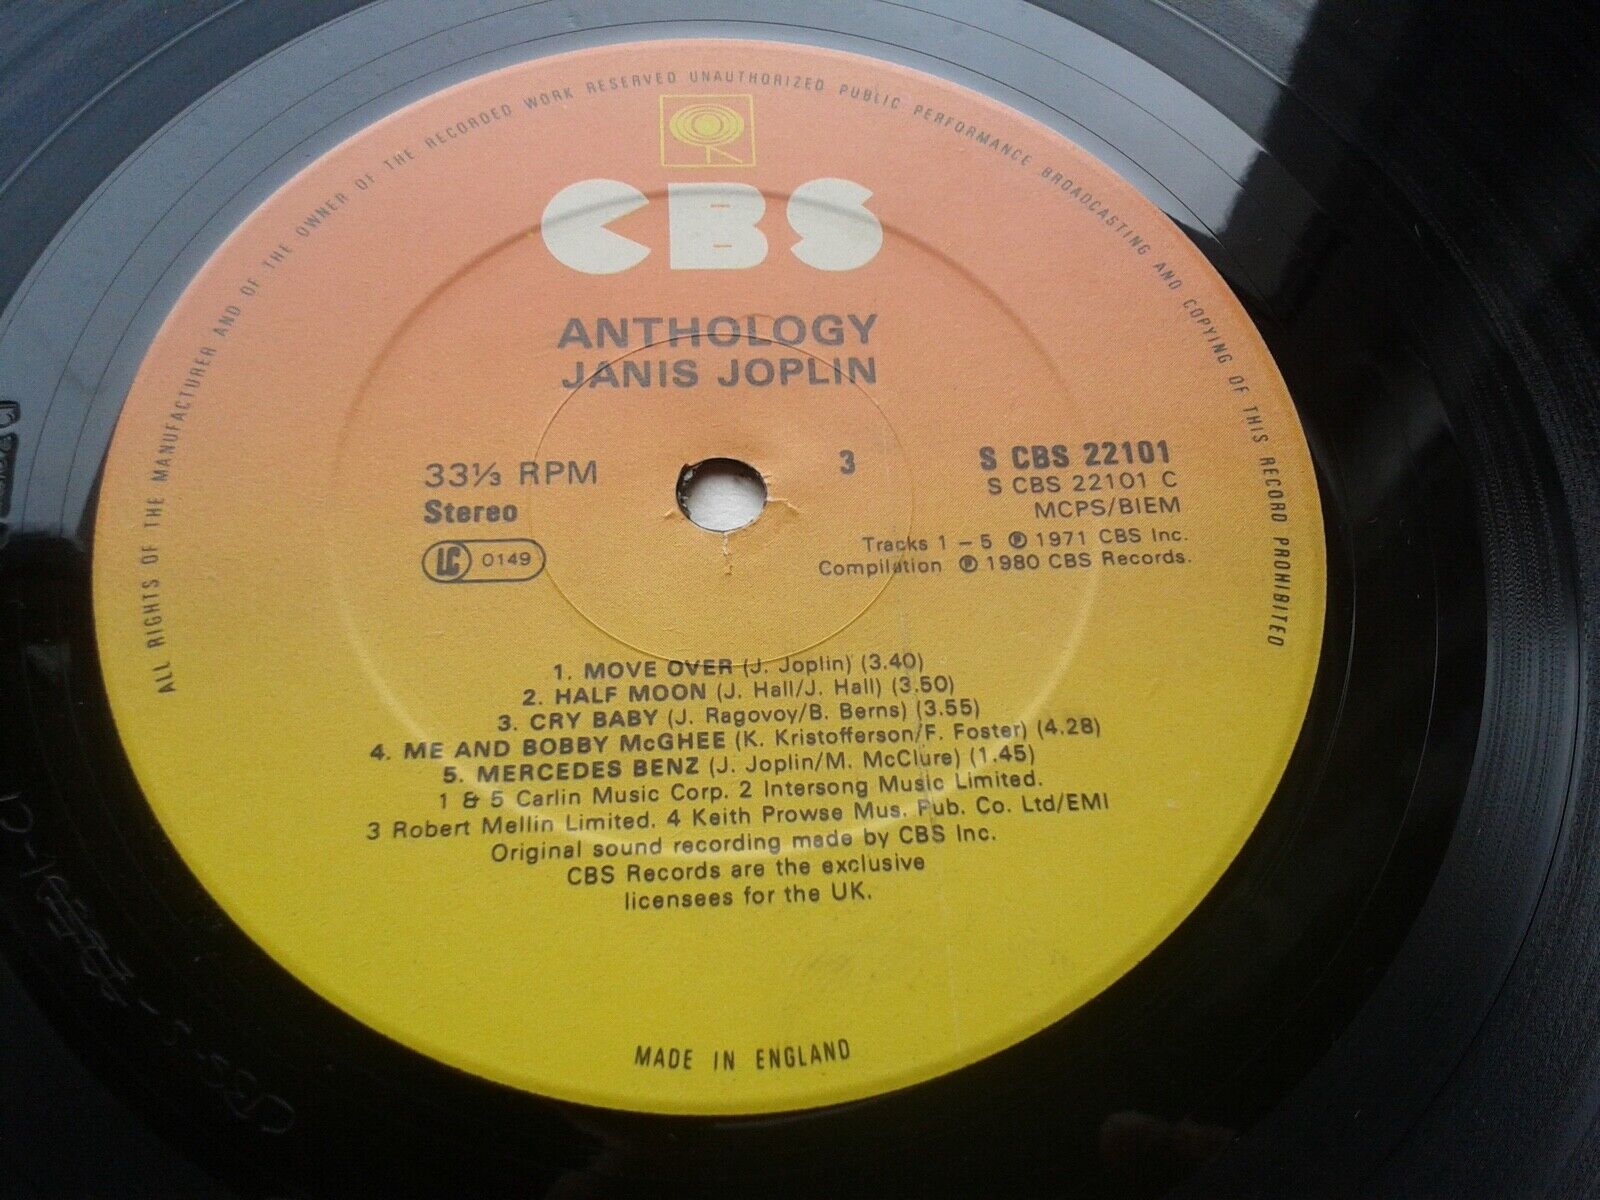 ALL RIGHTS OF THE MANUFACTURER AND OF THE OWNER OF THE RECORDED WORK RESERVED UNAUTHORIZED PUBLIC PERFORMANCE BROADCASTING AND COPYING OF THIS RECORD PROHIBITED
CBS
ANTHOLOGY
JANIS JOPLIN
33⅓ RPM
Stereo
LC 0149
3
S CBS 22101
S CBS 22101 C
MCPS/BIEM
Tracks 1 – 5 ℗ 1971 CBS Inc.
Compilation ℗ 1980 CBS Records.
1. MOVE OVER (J. Joplin) (3.40)
2. HALF MOON (J. Hall/J. Hall) (3.50)
3. CRY BABY (J. Ragovoy/B. Berns) (3.55)
4. ME AND BOBBY McGHEE (K. Kristofferson/F. Foster) (4.28)
5. MERCEDES BENZ (J. Joplin/M. McClure) (1.45)
1 & 5 Carlin Music Corp. 2 Intersong Music Limited.
3 Robert Mellin Limited. 4 Keith Prowse Mus. Pub. Co. Ltd/EMI
Original sound recording made by CBS Inc.
CBS Records are the exclusive
licensees for the UK.
MADE IN ENGLAND